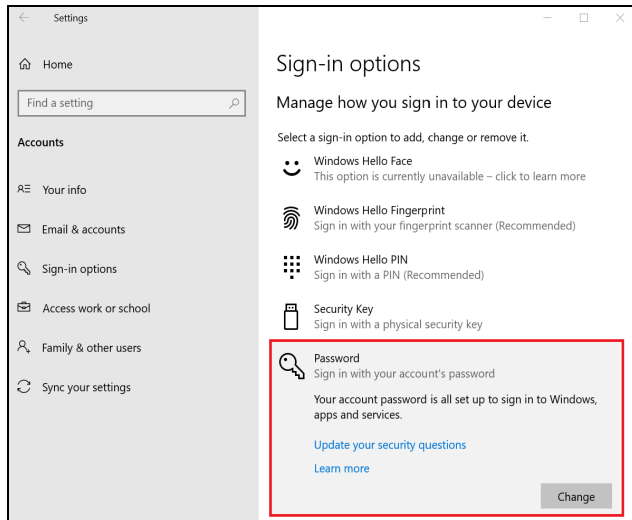 Settings
Home
Find a setting
Accounts
Your info
Email & accounts
Sign-in options
Access work or school
Family & other users
Sync your settings
Sign-in options
Manage how you sign in to your device
Select a sign-in option to add, change or remove it.
Windows Hello Face
This option is currently unavailable – click to learn more
Windows Hello Fingerprint
Sign in with your fingerprint scanner (Recommended)
Windows Hello PIN
Sign in with a PIN (Recommended)
Security Key
Sign in with a physical security key
Password
Sign in with your account's password
Your account password is all set up to sign in to Windows,
apps and services.
Update your security questions
Learn more
Change